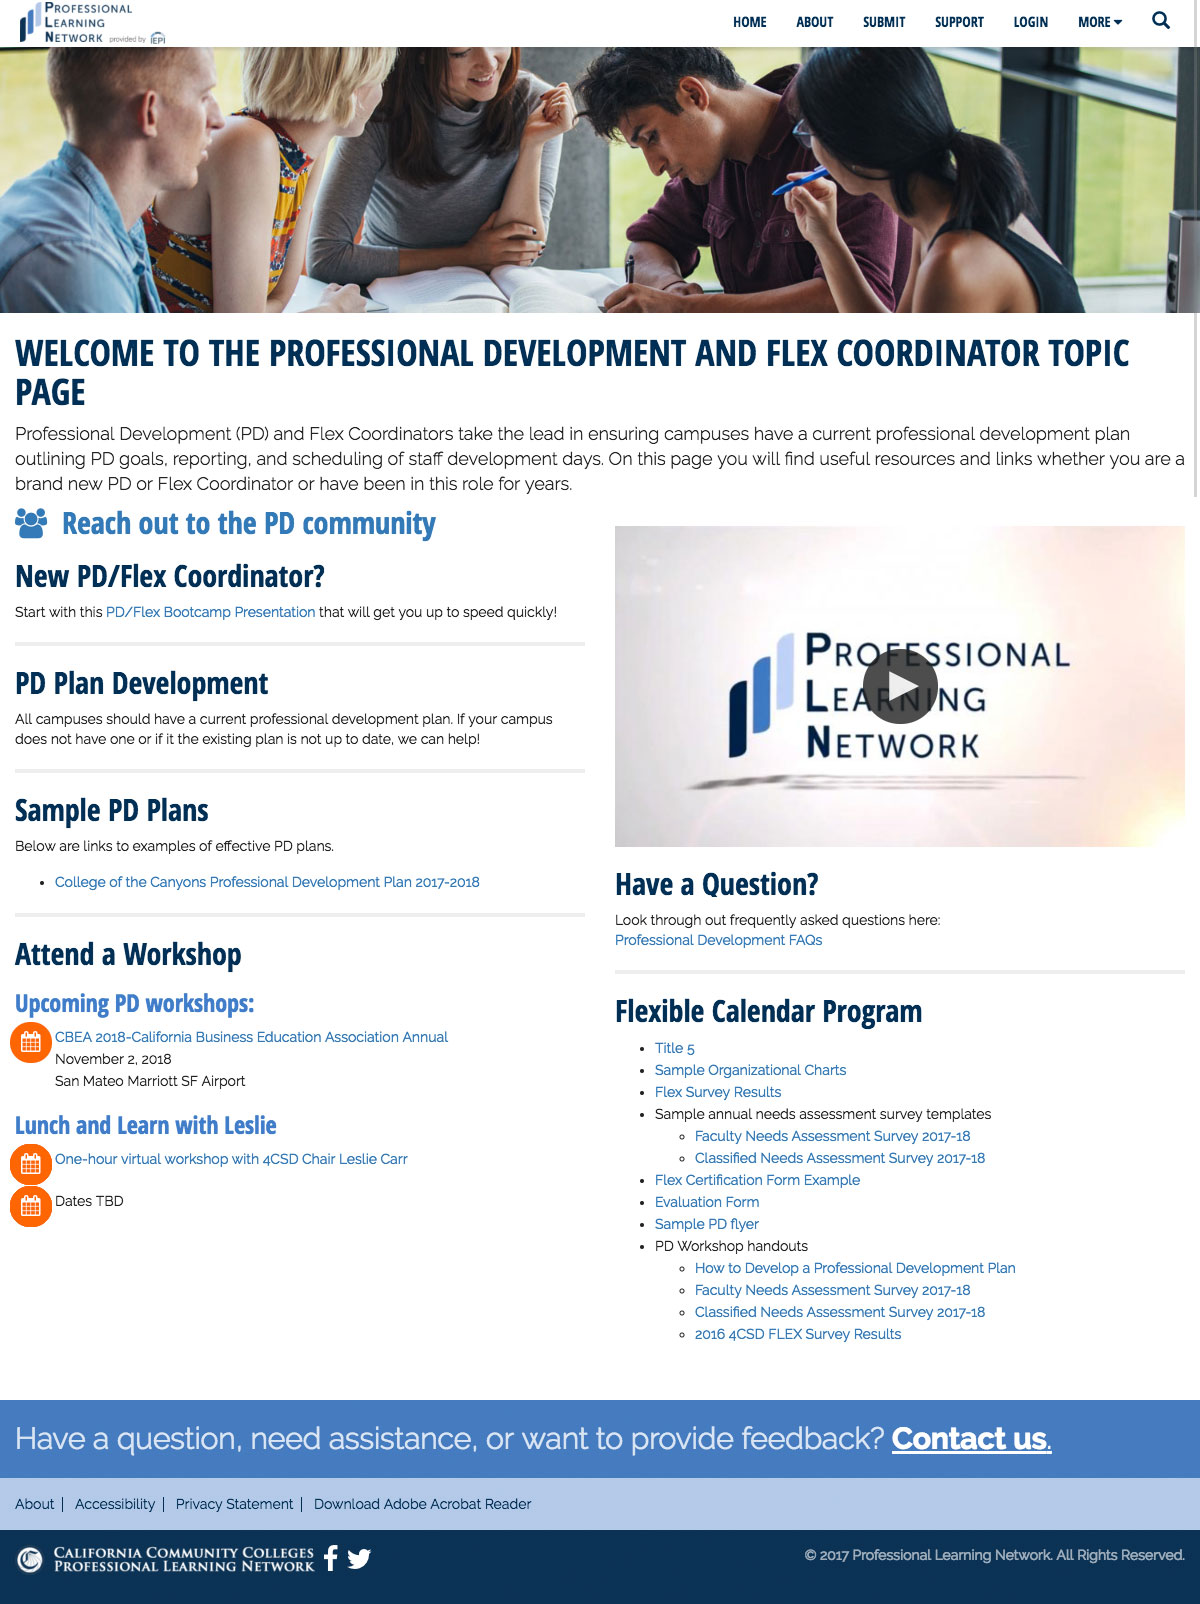 PROFESSIONAL
LEARNING
NETWORK provided by IEPI
HOME ABOUT SUBMIT SUPPORT LOGIN MORE
WELCOME TO THE PROFESSIONAL DEVELOPMENT AND FLEX COORDINATOR TOPIC
PAGE
Professional Development (PD) and Flex Coordinators take the lead in ensuring campuses have a current professional development plan
outlining PD goals, reporting, and scheduling of staff development days. On this page you will find useful resources and links whether you are a
brand new PD or Flex Coordinator or have been in this role for years.
Reach out to the PD community
New PD/Flex Coordinator?
Start with this PD/Flex Bootcamp Presentation that will get you up to speed quickly!
PD Plan Development
All campuses should have a current professional development plan. If your campus
does not have one or if it the existing plan is not up to date, we can help!
Sample PD Plans
Below are links to examples of effective PD plans.
• College of the Canyons Professional Development Plan 2017-2018
Attend a Workshop
Upcoming PD workshops:
CBEA 2018-California Business Education Association Annual
November 2, 2018
San Mateo Marriott SF Airport
Lunch and Learn with Leslie
One-hour virtual workshop with 4CSD Chair Leslie Carr
Dates TBD
PROFESSIONAL
LEARNING
NETWORK
Have a Question?
Look through out frequently asked questions here:
Professional Development FAQs
Flexible Calendar Program
• Title 5
• Sample Organizational Charts
• Flex Survey Results
• Sample annual needs assessment survey templates
◦ Faculty Needs Assessment Survey 2017-18
◦ Classified Needs Assessment Survey 2017-18
• Flex Certification Form Example
• Evaluation Form
• Sample PD flyer
• PD Workshop handouts
◦ How to Develop a Professional Development Plan
◦ Faculty Needs Assessment Survey 2017-18
◦ Classified Needs Assessment Survey 2017-18
◦ 2016 4CSD FLEX Survey Results
Have a question, need assistance, or want to provide feedback? Contact us.
About | Accessibility | Privacy Statement | Download Adobe Acrobat Reader
CALIFORNIA COMMUNITY COLLEGES
PROFESSIONAL LEARNING NETWORK
© 2017 Professional Learning Network. All Rights Reserved.